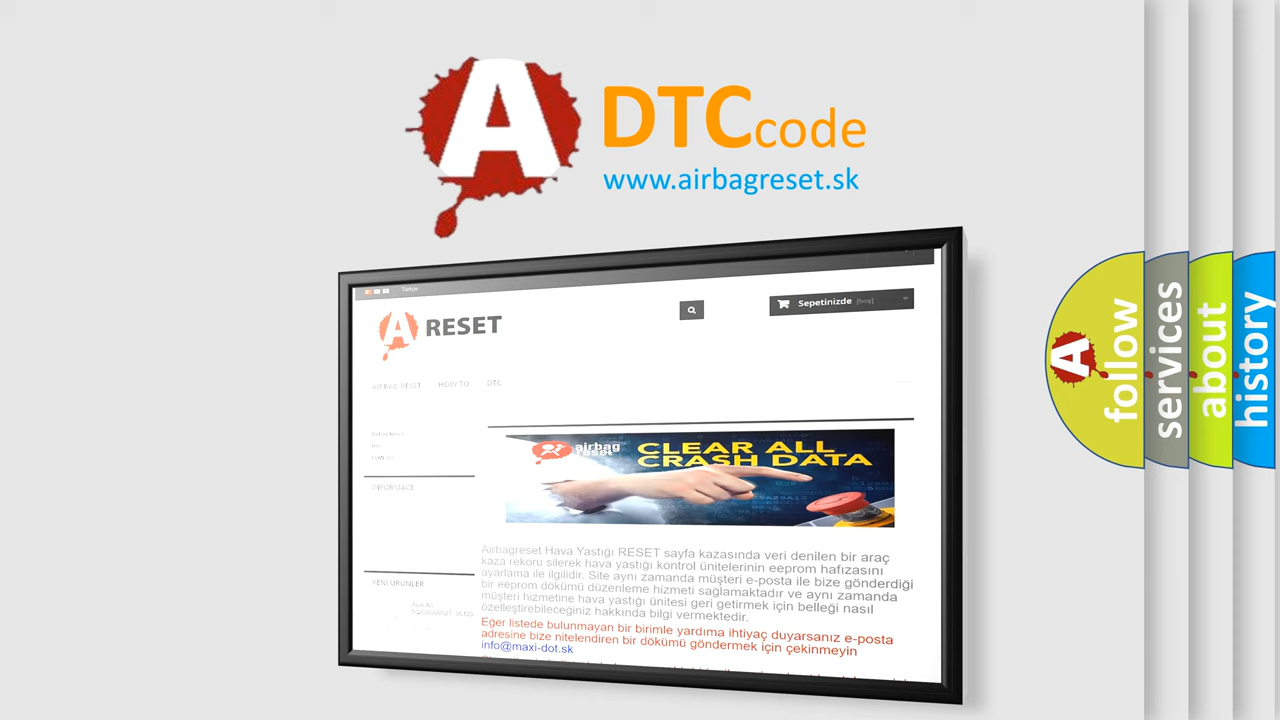 A DTCcode
www.airbagreset.sk
Türkçe
Sepetinizde [boş]
A RESET
AIRBAG RESET HOW TO DTC
airbag
reset
CLEAR ALL
CRASH DATA
INFORMACE
Airbagreset Hava Yastığı RESET sayfa kazasında veri denilen bir araç
kaza rekoru silerek hava yastığı kontrol ünitelerinin eeprom hafızasını
ayarlama ile ilgilidir. Site aynı zamanda müşteri e-posta ile bize gönderdiği
bir eeprom dökümü düzenleme hizmeti sağlamaktadır ve aynı zamanda
müşteri hizmetine hava yastığı ünitesi geri getirmek için belleği nasıl
özelleştirebileceğiniz hakkında bilgi vermektedir.
Eger listede bulunmayan bir birimle yardıma ihtiyaç duyarsanız e-posta
adresine bize nitelendiren bir dökümü göndermek için çekinmeyin
info@maxi-dot.sk
YENI ÜRÜNLER
A follow
services
about
history